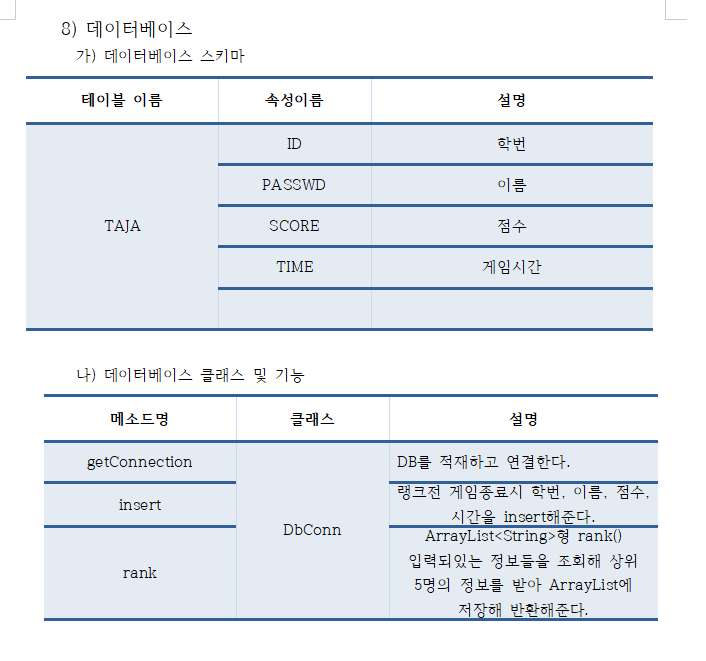 8) 데이터베이스
가) 데이터베이스 스키마
테이블 이름 속성이름 설명
ID 학번
PASSWD 이름
TAJA SCORE 점수
TIME 게임시간
나) 데이터베이스 클래스 및 기능
메소드명 클래스 설명
getConnection DB를 적재하고 연결한다.
insert 랭크전 게임종료시 학번, 이름, 점수,
시간을 insert해준다.
DbConn
rank ArrayList<String>형 rank()
입력되있는 정보들을 조회해 상위
5명의 정보를 받아 ArrayList에
저장해 반환해준다.